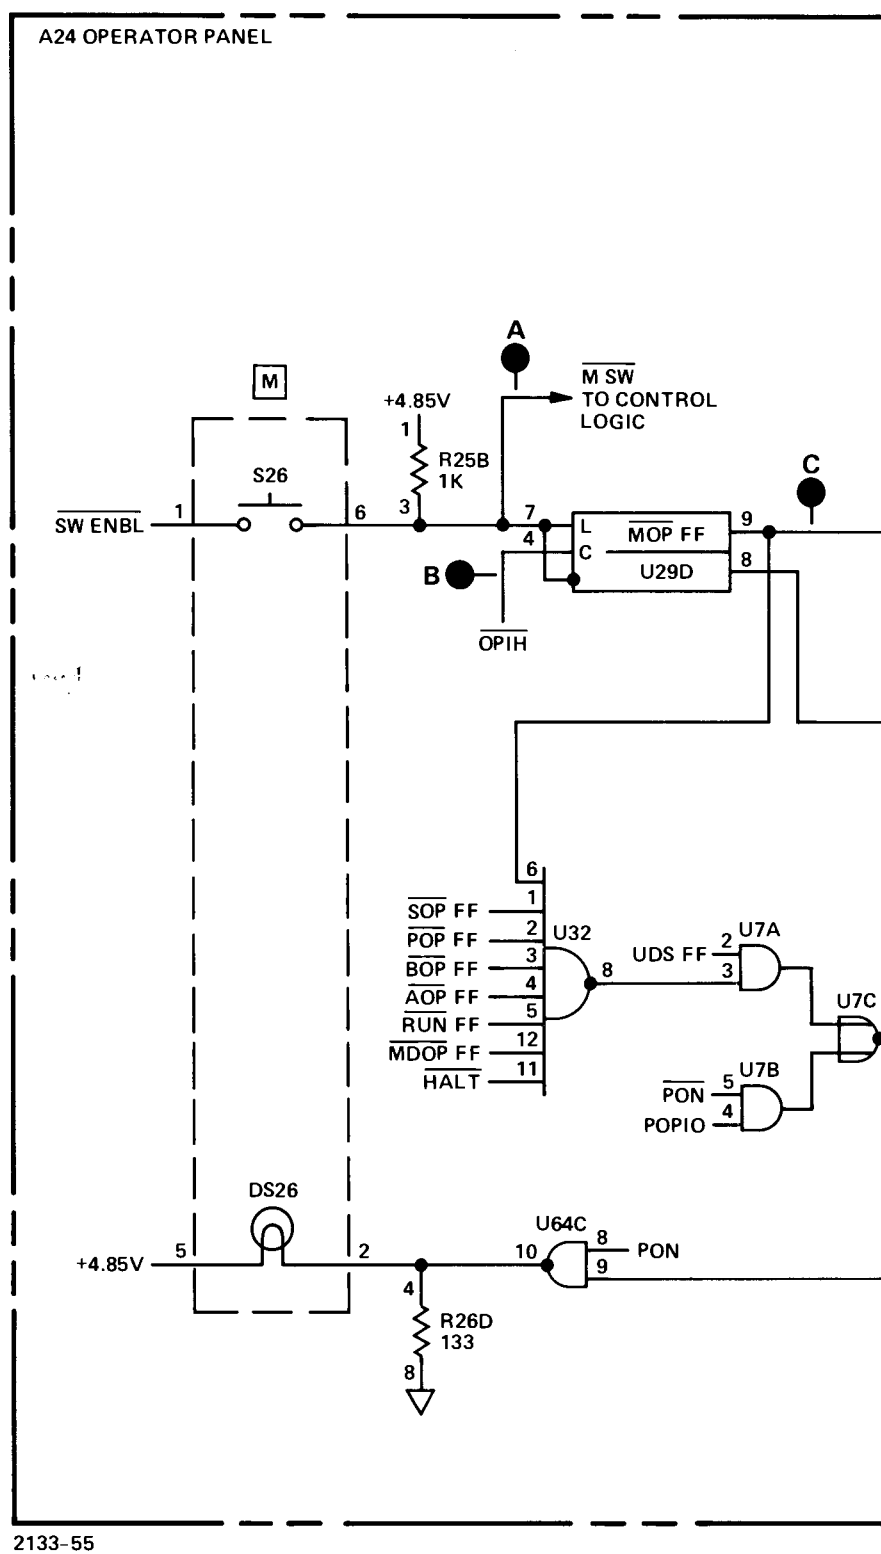 A24 OPERATOR PANEL
A
M
M SW
TO CONTROL
LOGIC
+4.85V
1
R25B
1K
S26
C
3
SW ENBL
1
6
7
L
MOP FF
9
4
C
B
U29D
8
OPIH
6
SOP FF
1
POP FF
2
U32
BOP FF
3
AOP FF
4
RUN FF
5
MDOP FF
12
HALT
11
8
UDS FF
2
3
U7A
U7C
U7B
PON
5
POPIO
4
DS26
+4.85V
5
2
U64C
10
8
PON
9
4
R26D
133
8
2133-55